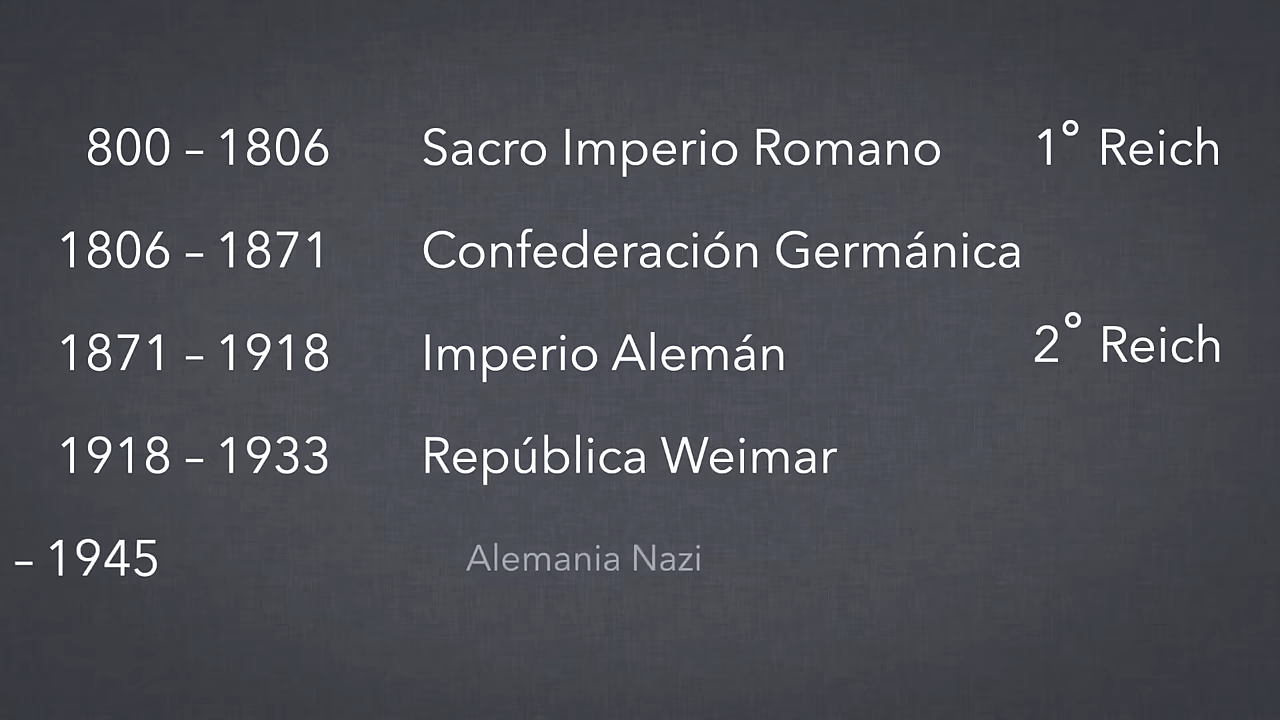 800 – 1806 Sacro Imperio Romano 1° Reich
1806 – 1871 Confederación Germánica
1871 – 1918 Imperio Alemán 2° Reich
1918 – 1933 República Weimar
– 1945 Alemania Nazi